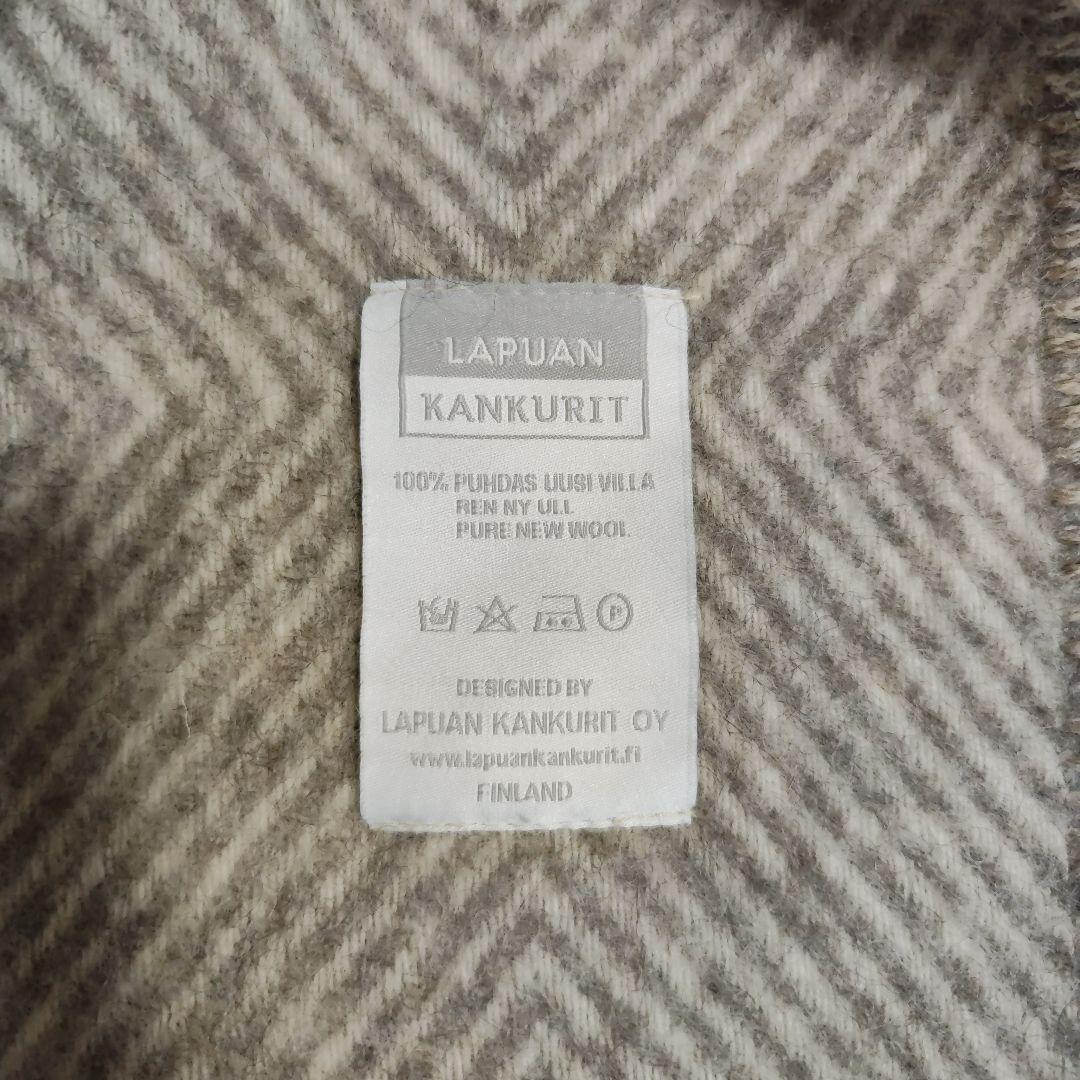 LAPUAN
KANKURIT
100% PUHDAS UUSI VILLA
REN NY ULL
PURE NEW WOOL
P
DESIGNED BY
LAPUAN KANKURIT OY
www.lapuankankurit.fi
FINLAND